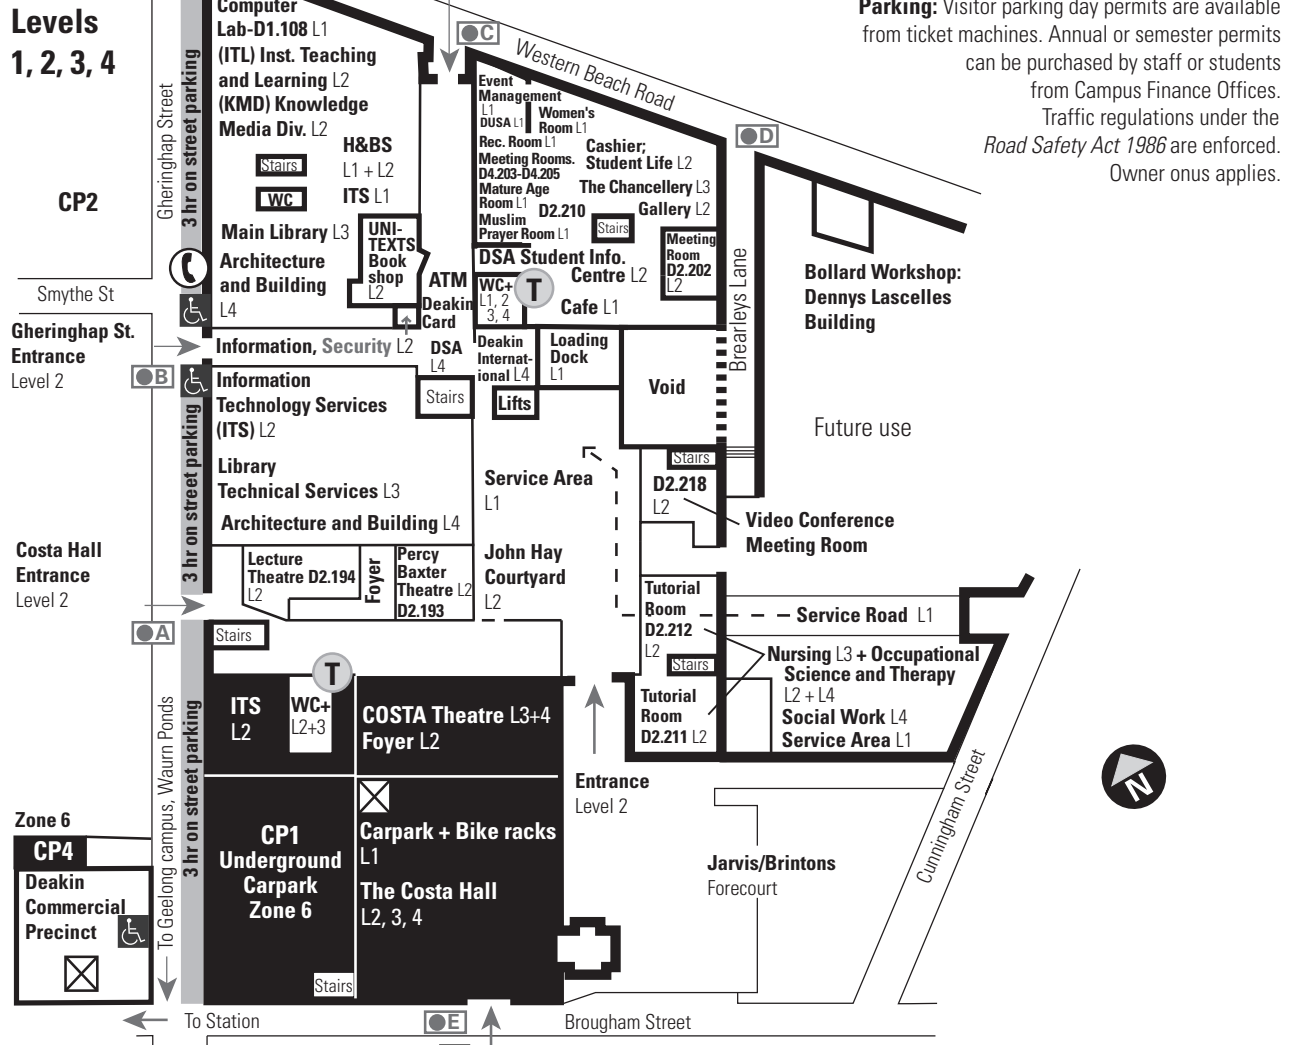 Levels
1, 2, 3, 4
Computer
Lab-D1.108 L1
(ITL) Inst. Teaching
and Learning L2
(KMD) Knowledge
Media Div. L2
Stairs
WC
H&BS
L1 + L2
ITS L1
Main Library L3
Architecture
and Building
L4
UNI-
TEXTS
Book
shop
L2
ATM
Deakin
Card
Information, Security L2
DSA
L4
Gheringhap Street
3 hr on street parking
CP2
Smythe St
Gheringhap St.
Entrance
Level 2
B
C
Western Beach Road
Event
Management
L1
DUSA L1
Women's
Room L1
Rec. Room L1
Meeting Rooms.
D4.203-D4.205
Mature Age
Room L1
Muslim
Prayer Room L1
Cashier;
Student Life L2
The Chancellery L3
D2.210
Gallery L2
Stairs
Meeting
Room
D2.202
L2
DSA Student Info.
Centre L2
WC+
L1, 2
3, 4
T
Cafe L1
Deakin
Internat-
ional L4
Loading
Dock
L1
Void
Lifts
Stairs
D
Brearleys Lane
Parking: Visitor parking day permits are available
from ticket machines. Annual or semester permits
can be purchased by staff or students
from Campus Finance Offices.
Traffic regulations under the
Road Safety Act 1986 are enforced.
Owner onus applies.
Bollard Workshop:
Dennys Lascelles
Building
Future use
Information
Technology Services
(ITS) L2
Library
Technical Services L3
Architecture and Building L4
3 hr on street parking
Costa Hall
Entrance
Level 2
A
Lecture
Theatre D2.194
L2
Foyer
Percy
Baxter
Theatre L2
D2.193
Service Area
L1
John Hay
Courtyard
L2
Stairs
D2.218
L2
Video Conference
Meeting Room
Tutorial
Room
D2.212
L2
Stairs
Tutorial
Room
D2.211 L2
Service Road L1
Nursing L3 + Occupational
Science and Therapy
L2 + L4
Social Work L4
Service Area L1
Stairs
T
ITS
L2
WC+
L2+3
COSTA Theatre L3+4
Foyer L2
CP1
Underground
Carpark
Zone 6
Carpark + Bike racks
L1
The Costa Hall
L2, 3, 4
Stairs
Entrance
Level 2
Jarvis/Brintons
Forecourt
Cunningham Street
N
Zone 6
CP4
Deakin
Commercial
Precinct
To Geelong campus, Waurn Ponds
3 hr on street parking
To Station
E
Brougham Street